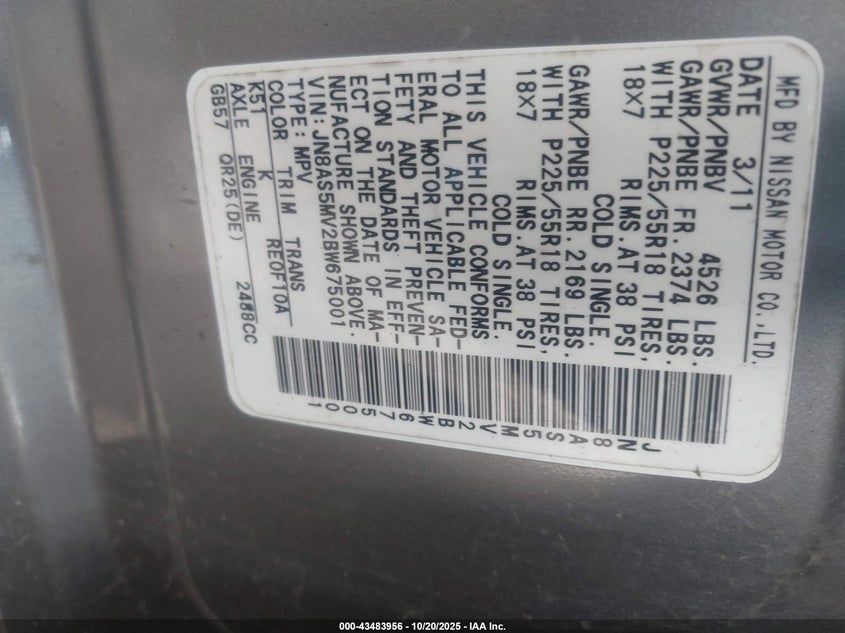 MFD BY NISSAN MOTOR CO.,LTD.
DATE 3/11
GVWR/PNBV 4526 LBS.
GAWR/PNBE FR.2374 LBS.
WITH P225/55R18 TIRES,
18X7 RIMS.AT 38 PSI
COLD SINGLE.
GAWR/PNBE RR.2169 LBS.
WITH P225/55R18 TIRES,
18X7 RIMS.AT 38 PSI
COLD SINGLE.
THIS VEHICLE CONFORMS
TO ALL APPLICABLE FED-
ERAL MOTOR VEHICLE SA-
FETY AND THEFT PREVEN-
TION STANDARDS IN EFF-
ECT ON THE DATE OF MA-
NUFACTURE SHOWN ABOVE.
VIN:JN8AS5MV2BW675001
TYPE:MPV
COLOR TRIM TRANS
K51 K RE0F10A
AXLE ENGINE
GB57 QR25(DE) 2488CC
JN8AS5MV2BW675001
000-43483956 - 10/20/2025 - IAA Inc.